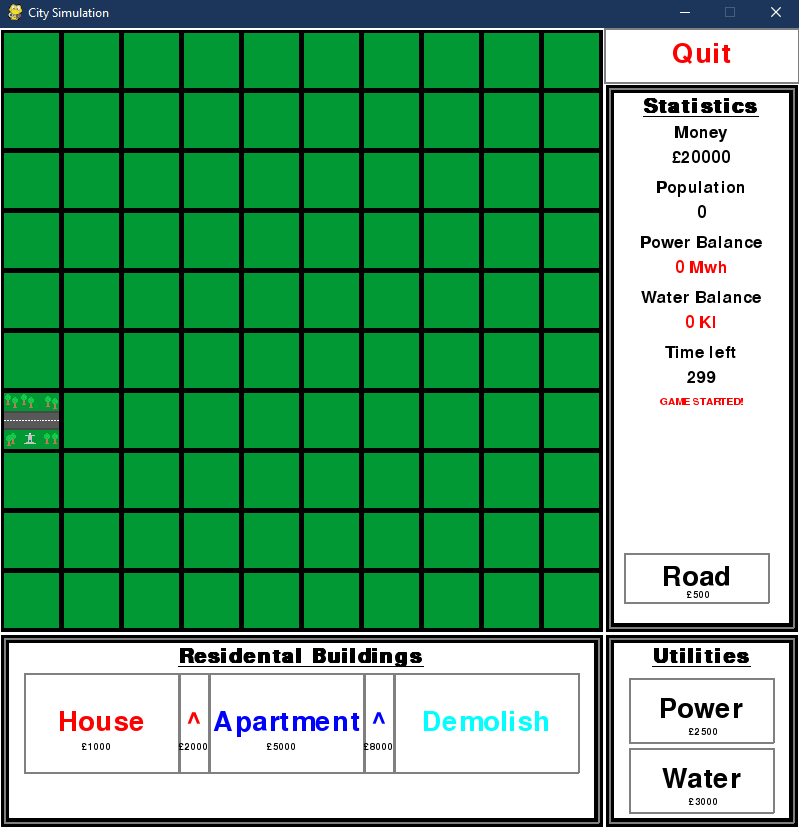 City Simulation
Quit
Statistics
Money
£20000
Population
0
Power Balance
0 Mwh
Water Balance
0 Kl
Time left
299
GAME STARTED!
Road
£500
Residental Buildings
House
£1000
^
£2000
Apartment
£5000
^
£8000
Demolish
Utilities
Power
£2500
Water
£3000